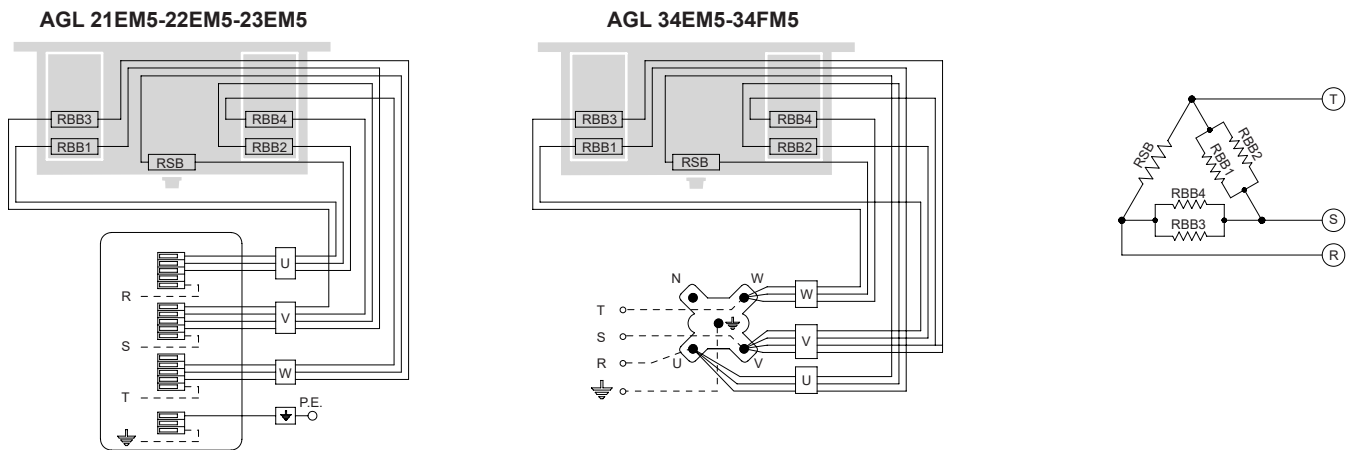 AGL 21EM5-22EM5-23EM5
RBB3
RBB1
RSB
RBB4
RBB2
U
R
V
S
W
T
P.E.
AGL 34EM5-34FM5
RBB3
RBB1
RSB
RBB4
RBB2
N
W
W
T
S
V
R
U
V
U
T
RSB
RBB2
RBB1
RBB4
S
RBB3
R